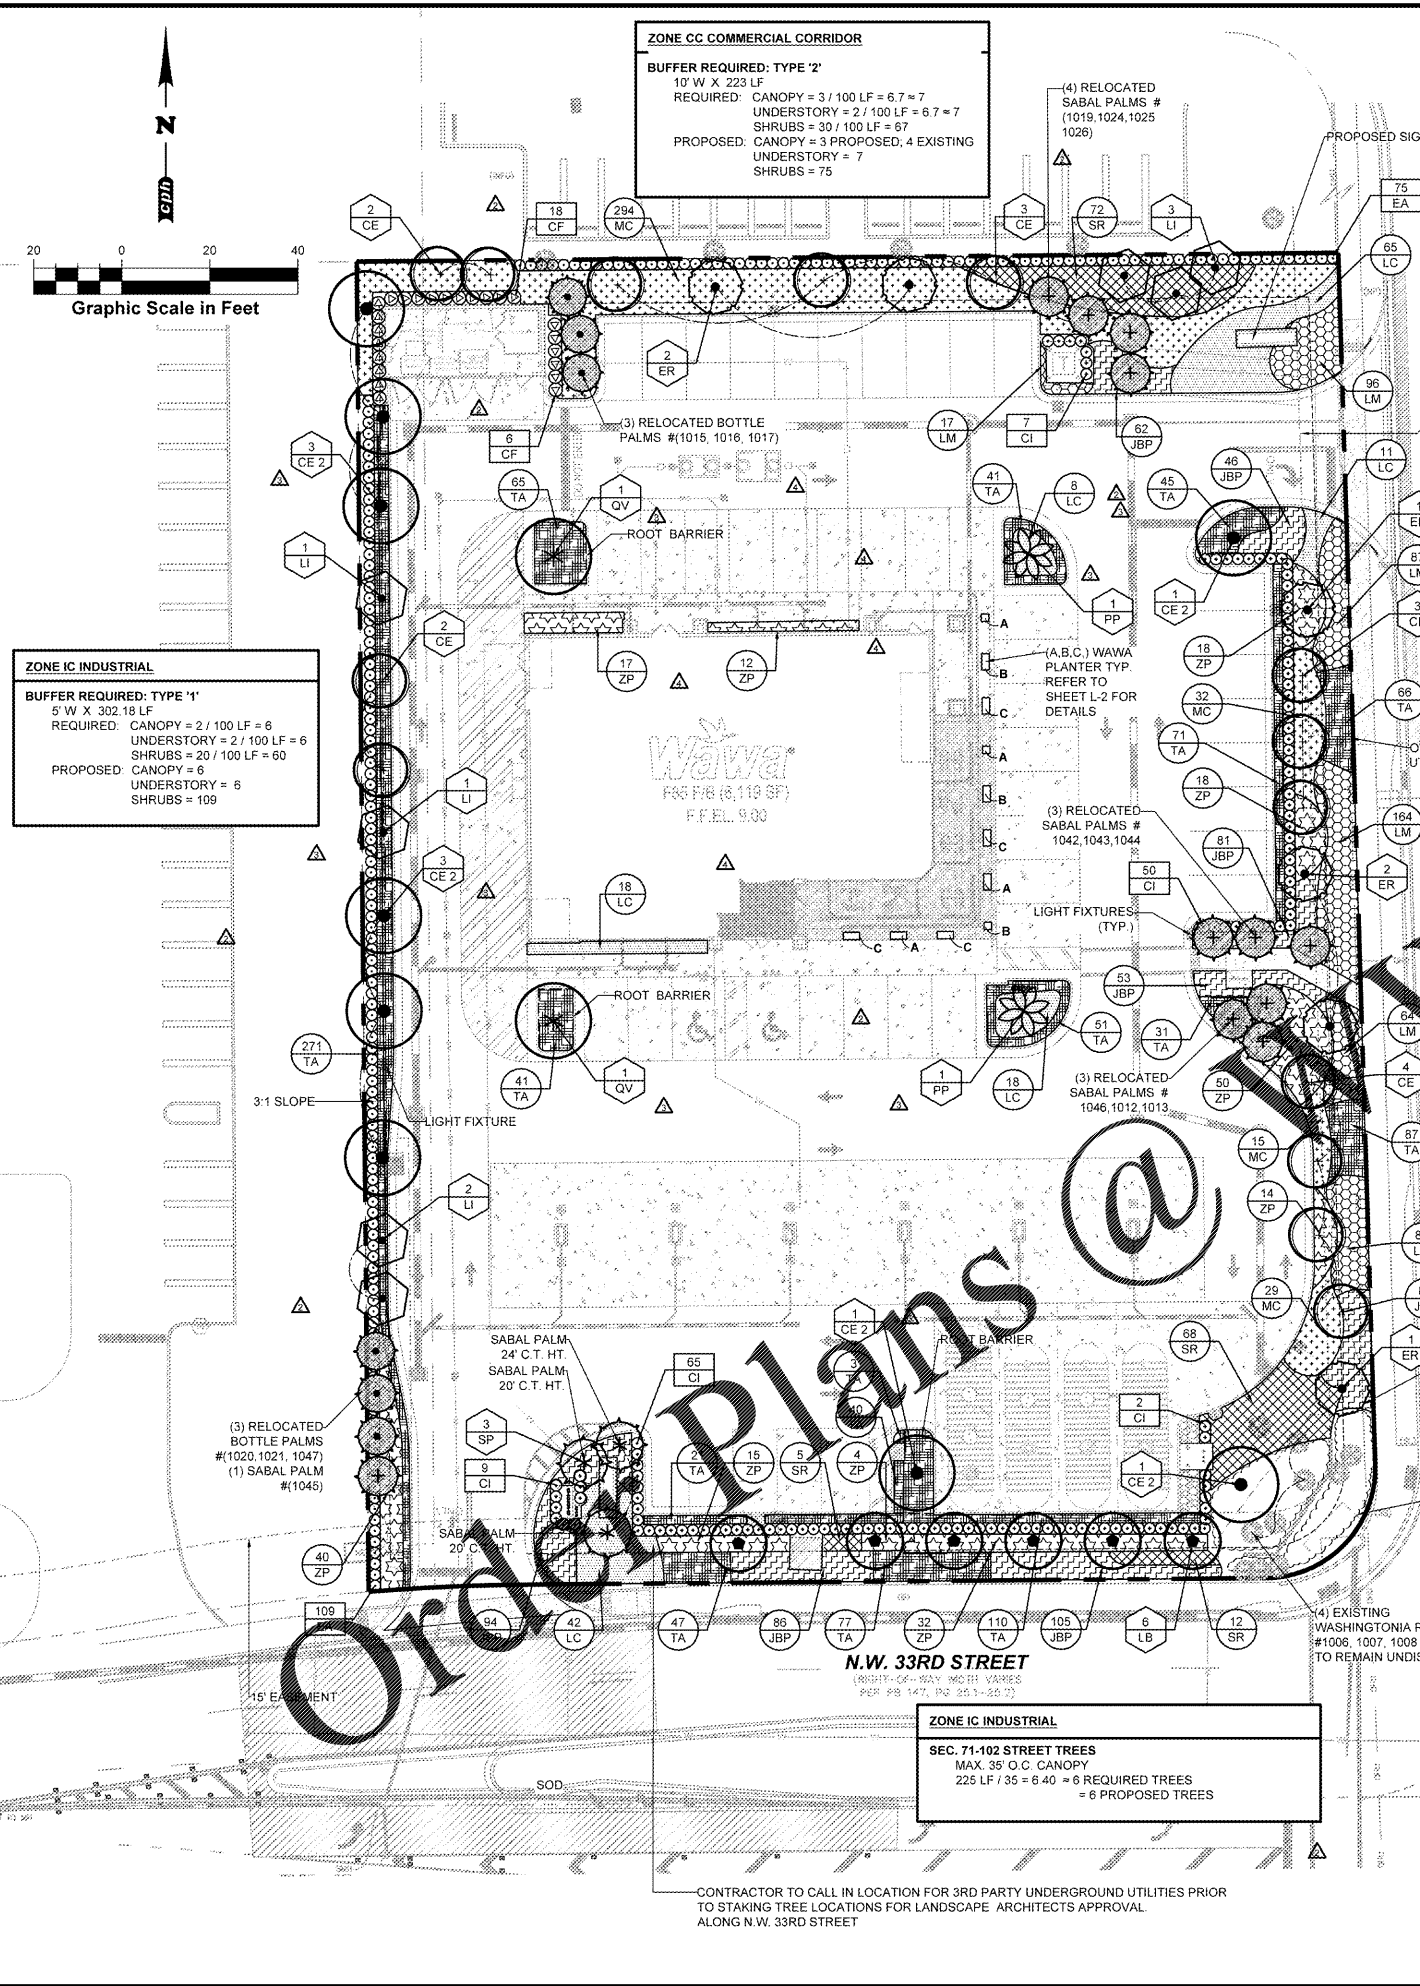 ZONE CC COMMERCIAL CORRIDOR
BUFFER REQUIRED: TYPE '2'
10' W X 223 LF
REQUIRED: CANOPY = 3 / 100 LF = 6.7 ≈ 7
UNDERSTORY = 2 / 100 LF = 6.7 ≈ 7
SHRUBS = 30 / 100 LF = 67
PROPOSED: CANOPY = 3 PROPOSED; 4 EXISTING
UNDERSTORY = 7
SHRUBS = 75
(4) RELOCATED
SABAL PALMS #
(1019,1024,1025
1026)
PROPOSED SIG
N
cph
20 0 20 40
Graphic Scale in Feet
2
CE
18
CF
294
MC
3
CE
72
SR
3
LI
75
EA
65
LC
2
ER
96
LM
(3) RELOCATED BOTTLE
PALMS #(1015, 1016, 1017)
6
CF
17
LM
7
CI
62
JBP
3
CE 2
65
TA
1
QV
ROOT BARRIER
41
TA
8
LC
45
TA
46
JBP
11
LC
1
LI
1
PP
1
CE 2
2
CE
17
ZP
12
ZP
(A,B,C,) WAWA
PLANTER TYP.
REFER TO
SHEET L-2 FOR
DETAILS
A
B
C
A
B
C
A
B
C
A
C
18
ZP
32
MC
66
TA
71
TA
18
ZP
ZONE IC INDUSTRIAL
BUFFER REQUIRED: TYPE '1'
5' W X 302.18 LF
REQUIRED: CANOPY = 2 / 100 LF = 6
UNDERSTORY = 2 / 100 LF = 6
SHRUBS = 20 / 100 LF = 60
PROPOSED: CANOPY = 6
UNDERSTORY = 6
SHRUBS = 109
Wawa
F.F.EL. 9.00
1
LI
(3) RELOCATED
SABAL PALMS #
1042,1043,1044
164
LM
81
JBP
3
CE 2
50
CI
2
ER
18
LC
LIGHT FIXTURES
(TYP.)
ROOT BARRIER
53
JBP
51
TA
31
TA
64
LM
271
TA
41
TA
1
QV
1
PP
18
LC
(3) RELOCATED
SABAL PALMS #
1046,1012,1013
50
ZP
4
CE
3:1 SLOPE
LIGHT FIXTURE
15
MC
87
TA
2
LI
14
ZP
29
MC
SABAL PALM
24' C.T. HT.
SABAL PALM
20' C.T. HT.
65
CI
1
CE 2
ROOT BARRIER
68
SR
1
ER
2
CI
(3) RELOCATED
BOTTLE PALMS
#(1020,1021, 1047)
(1) SABAL PALM
#(1045)
3
SP
9
CI
15
ZP
5
SR
4
ZP
1
CE 2
40
ZP
109
42
LC
47
TA
86
JBP
77
TA
32
ZP
110
TA
105
JBP
6
LB
12
SR
N.W. 33RD STREET
(RIGHT-OF-WAY WIDTH VARIES
(4) EXISTING
WASHINGTONIA
#1006, 1007, 1008
TO REMAIN UNDIS
15' EASEMENT
ZONE IC INDUSTRIAL
SEC. 71-102 STREET TREES
MAX. 35' O.C. CANOPY
225 LF / 35 = 6.40 ≈ 6 REQUIRED TREES
= 6 PROPOSED TREES
SOD
CONTRACTOR TO CALL IN LOCATION FOR 3RD PARTY UNDERGROUND UTILITIES PRIOR
TO STAKING TREE LOCATIONS FOR LANDSCAPE ARCHITECTS APPROVAL.
ALONG N.W. 33RD STREET
Order Plans @ W